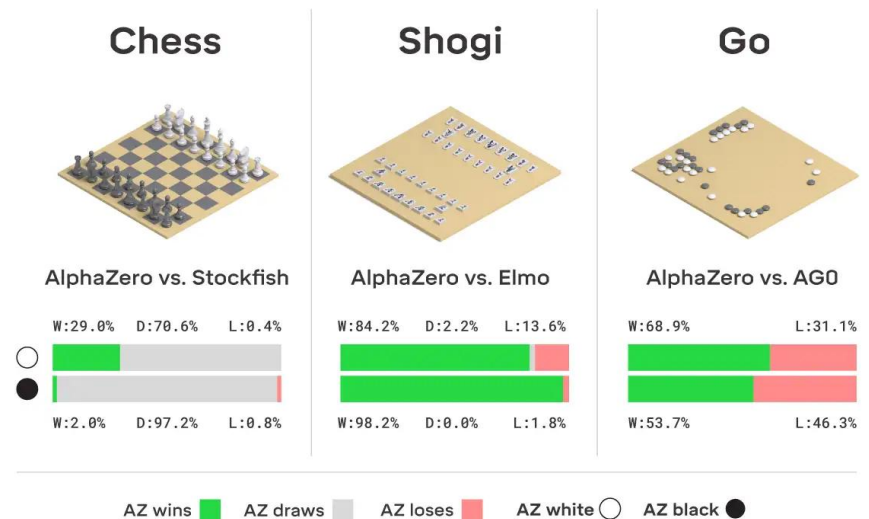 Chess
Shogi
Go
AlphaZero vs. Stockfish
AlphaZero vs. Elmo
AlphaZero vs. AG0
W:29.0% D:70.6% L:0.4%
W:84.2% D:2.2% L:13.6%
W:68.9% L:31.1%
W:2.0% D:97.2% L:0.8%
W:98.2% D:0.0% L:1.8%
W:53.7% L:46.3%
AZ wins AZ draws AZ loses AZ white AZ black